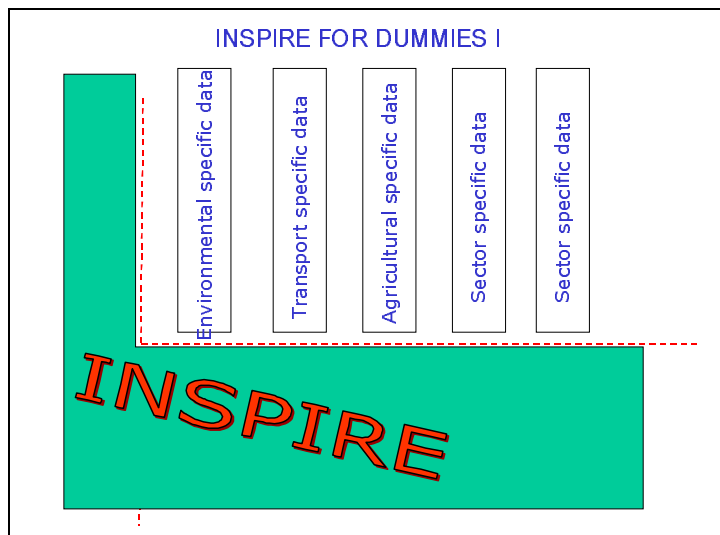 INSPIRE FOR DUMMIES I
Environmental specific data
Transport specific data
Agricultural specific data
Sector specific data
Sector specific data
INSPIRE